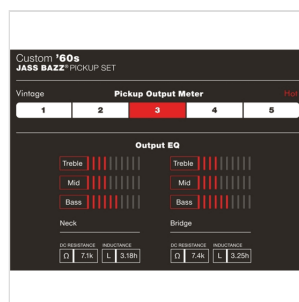 Custom '60s
JASS BAZZ® PICKUP SET
Vintage Pickup Output Meter Hot
1 2 3 4 5
Output EQ
Treble Treble
Mid Mid
Bass Bass
Neck Bridge
DC RESISTANCE INDUCTANCE DC RESISTANCE INDUCTANCE
Ω 7.1k L 3.18h Ω 7.4k L 3.25h